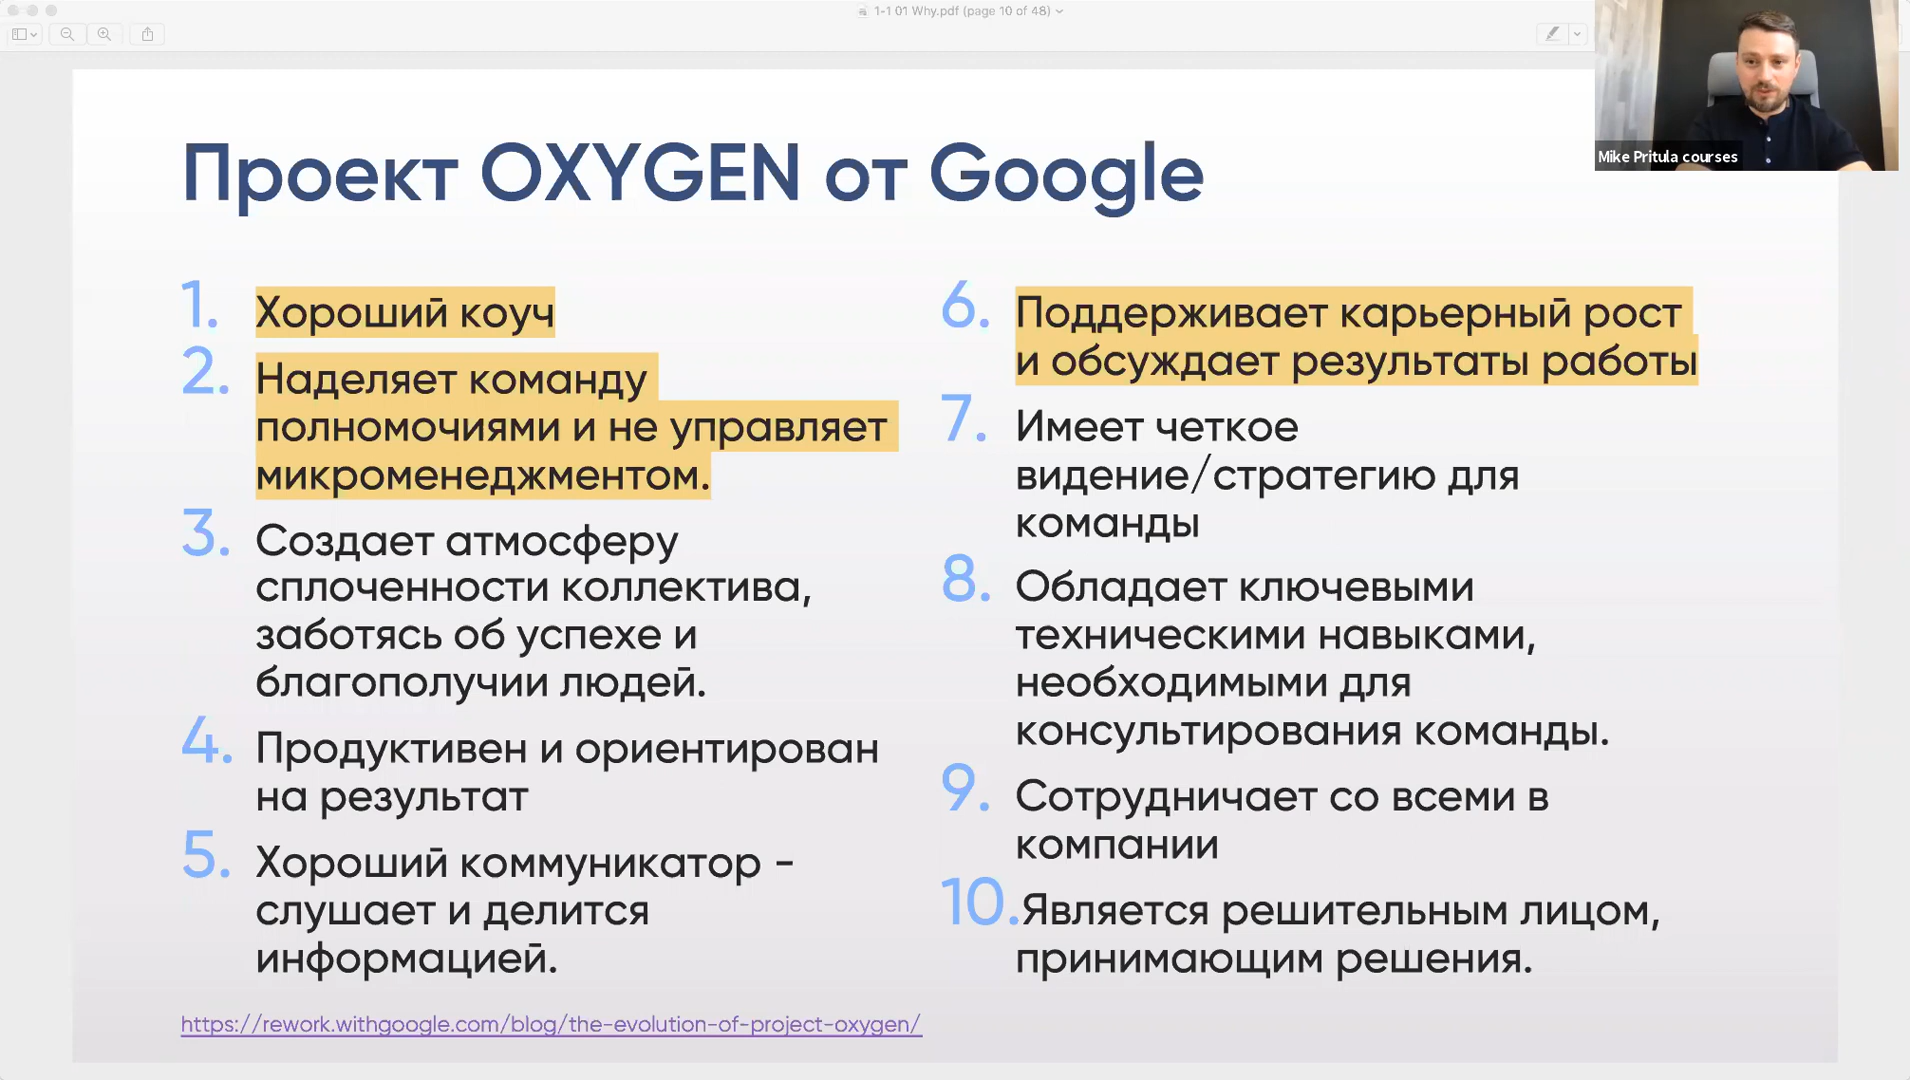 1-1 01 Why.pdf (page 10 of 48)
Mike Pritula courses
Проект OXYGEN от Google
1. Хороший коуч
2. Наделяет команду
полномочиями и не управляет
микроменеджментом.
3. Создает атмосферу
сплоченности коллектива,
заботясь об успехе и
благополучии людей.
4. Продуктивен и ориентирован
на результат
5. Хороший коммуникатор -
слушает и делится
информацией.
6. Поддерживает карьерный рост
и обсуждает результаты работы
7. Имеет четкое
видение/стратегию для
команды
8. Обладает ключевыми
техническими навыками,
необходимыми для
консультирования команды.
9. Сотрудничает со всеми в
компании
10. Является решительным лицом,
принимающим решения.
https://rework.withgoogle.com/blog/the-evolution-of-project-oxygen/